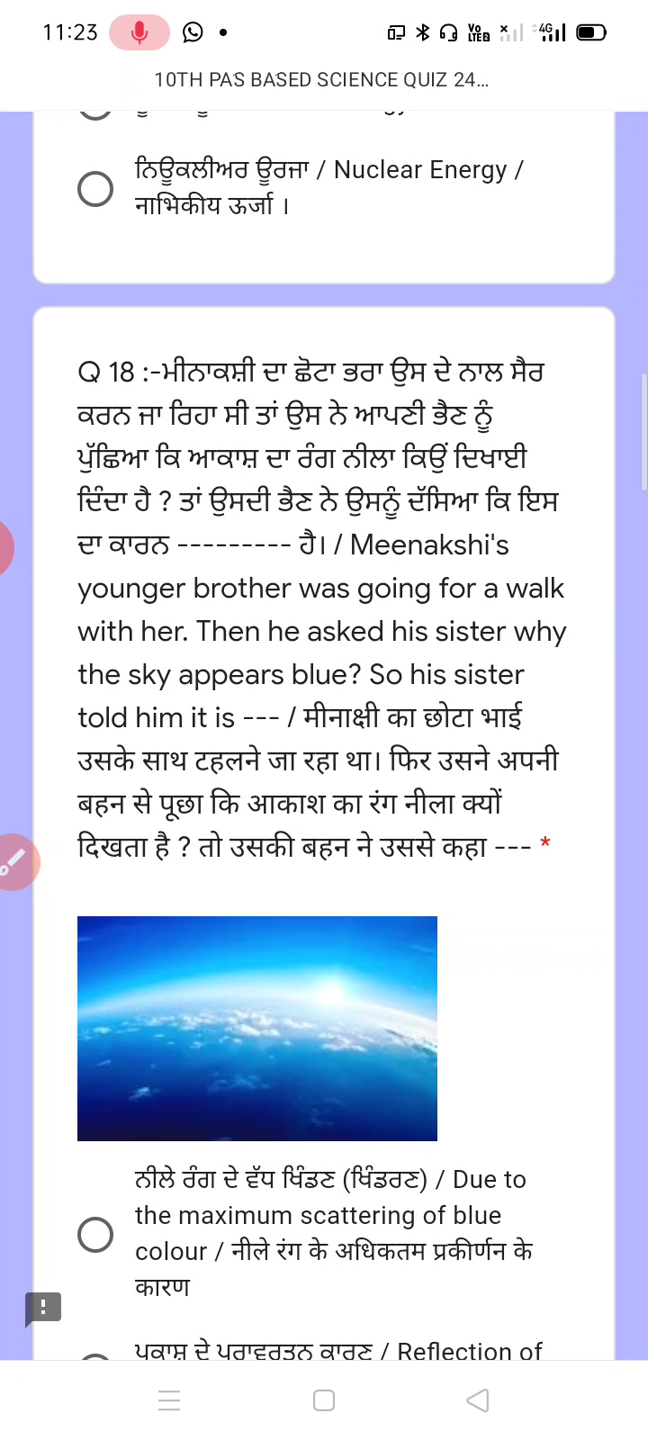 11:23
VO
LTE2
4G
10TH PAS BASED SCIENCE QUIZ 24...
ਨਿਊਕਲੀਅਰ ਊਰਜਾ / Nuclear Energy /
नाभिकीय ऊर्जा ।
Q 18 :-ਮੀਨਾਕਸ਼ੀ ਦਾ ਛੋਟਾ ਭਰਾ ਉਸ ਦੇ ਨਾਲ ਸੈਰ
ਕਰਨ ਜਾ ਰਿਹਾ ਸੀ ਤਾਂ ਉਸ ਨੇ ਆਪਣੀ ਭੈਣ ਨੂੰ
ਪੁੱਛਿਆ ਕਿ ਆਕਾਸ਼ ਦਾ ਰੰਗ ਨੀਲਾ ਕਿਉਂ ਦਿਖਾਈ
ਦਿੰਦਾ ਹੈ ? ਤਾਂ ਉਸਦੀ ਭੈਣ ਨੇ ਉਸਨੂੰ ਦੱਸਿਆ ਕਿ ਇਸ
ਦਾ ਕਾਰਨ --------- ਹੈ। / Meenakshi's
younger brother was going for a walk
with her. Then he asked his sister why
the sky appears blue? So his sister
told him it is --- / मीनाक्षी का छोटा भाई
उसके साथ टहलने जा रहा था। फिर उसने अपनी
बहन से पूछा कि आकाश का रंग नीला क्यों
दिखता है ? तो उसकी बहन ने उससे कहा --- *
ਨੀਲੇ ਰੰਗ ਦੇ ਵੱਧ ਖਿੰਡਣ (ਖਿੰਡਰਣ) / Due to
the maximum scattering of blue
colour / नीले रंग के अधिकतम प्रकीर्णन के
कारण
ਪ੍ਰਕਾਸ਼ ਦੇ ਪਰਾਵਰਤਨ ਕਾਰਣ / Reflection of